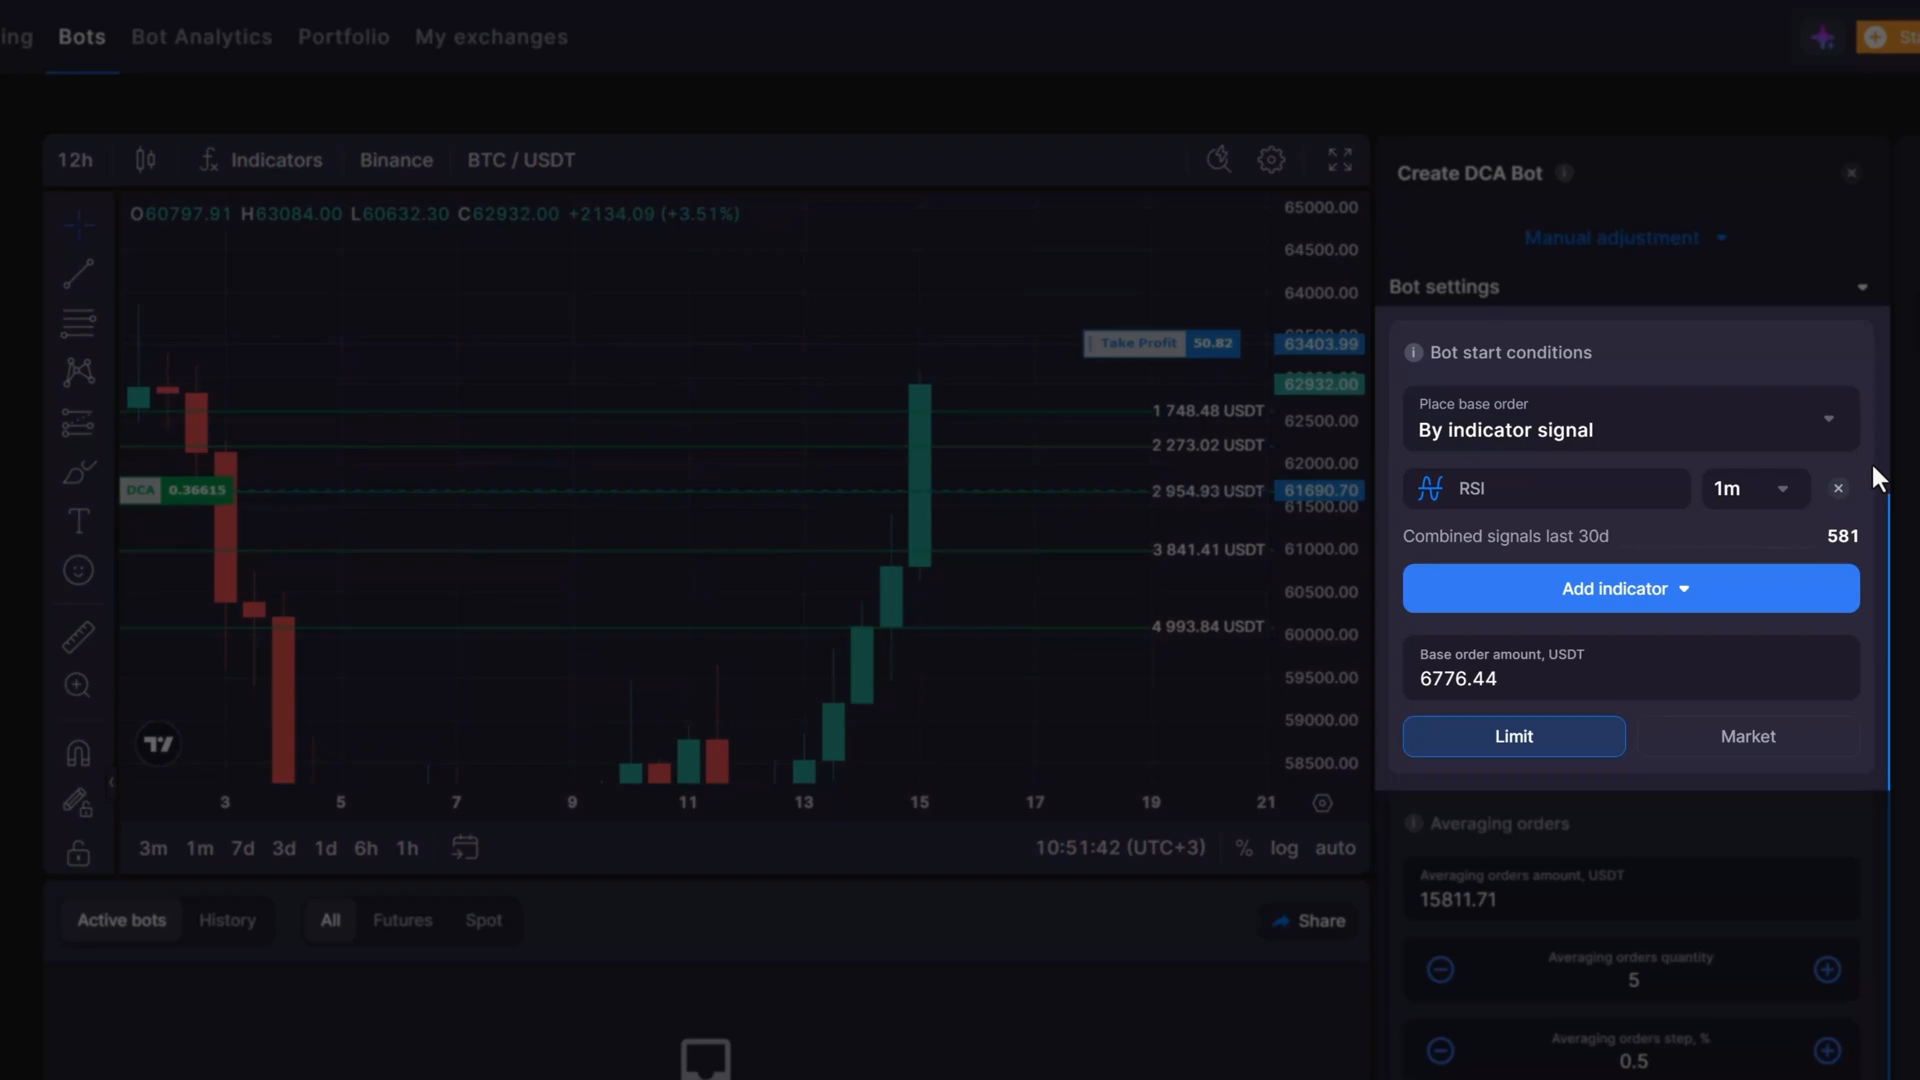 ing Bots Bot Analytics Portfolio My exchanges
12h Indicators Binance BTC / USDT
O60797.91 H63084.00 L60632.30 C62932.00 +2134.09 (+3.51%)
65000.00
64500.00
64000.00
Take Profit 50.82 63403.99
62932.00
1 748.48 USDT
62500.00
2 273.02 USDT
62000.00
DCA 0.36615
2 954.93 USDT 61690.70
61500.00
3 841.41 USDT 61000.00
60500.00
4 993.84 USDT
60000.00
59500.00
59000.00
58500.00
3 5 7 9 11 13 15 17 19 21
3m 1m 7d 3d 1d 6h 1h 10:51:42 (UTC+3) % log auto
Active bots History All Futures Spot Share
Create DCA Bot
Manual adjustment
Bot settings
Bot start conditions
Place base order
By indicator signal
RSI 1m
Combined signals last 30d 581
Add indicator
Base order amount, USDT
6776.44
Limit Market
Averaging orders
Averaging orders amount, USDT
15811.71
Averaging orders quantity
5
Averaging orders step, %
0.5